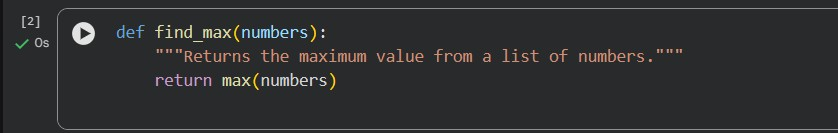 [2]
0s
def find_max(numbers):
    """Returns the maximum value from a list of numbers."""
    return max(numbers)